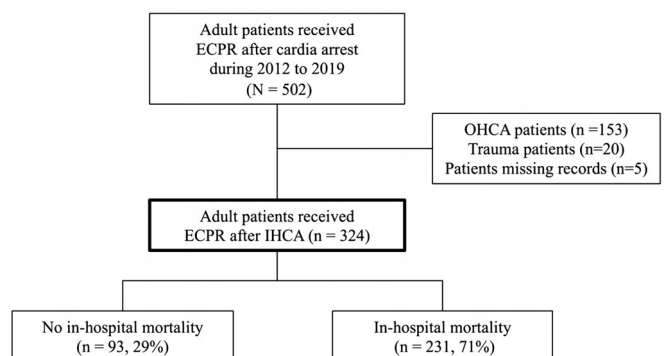 Adult patients received
ECPR after cardia arrest
during 2012 to 2019
(N = 502)
OHCA patients (n =153)
Trauma patients (n=20)
Patients missing records (n=5)
Adult patients received
ECPR after IHCA (n = 324)
No in-hospital mortality
(n = 93, 29%)
In-hospital mortality
(n = 231, 71%)